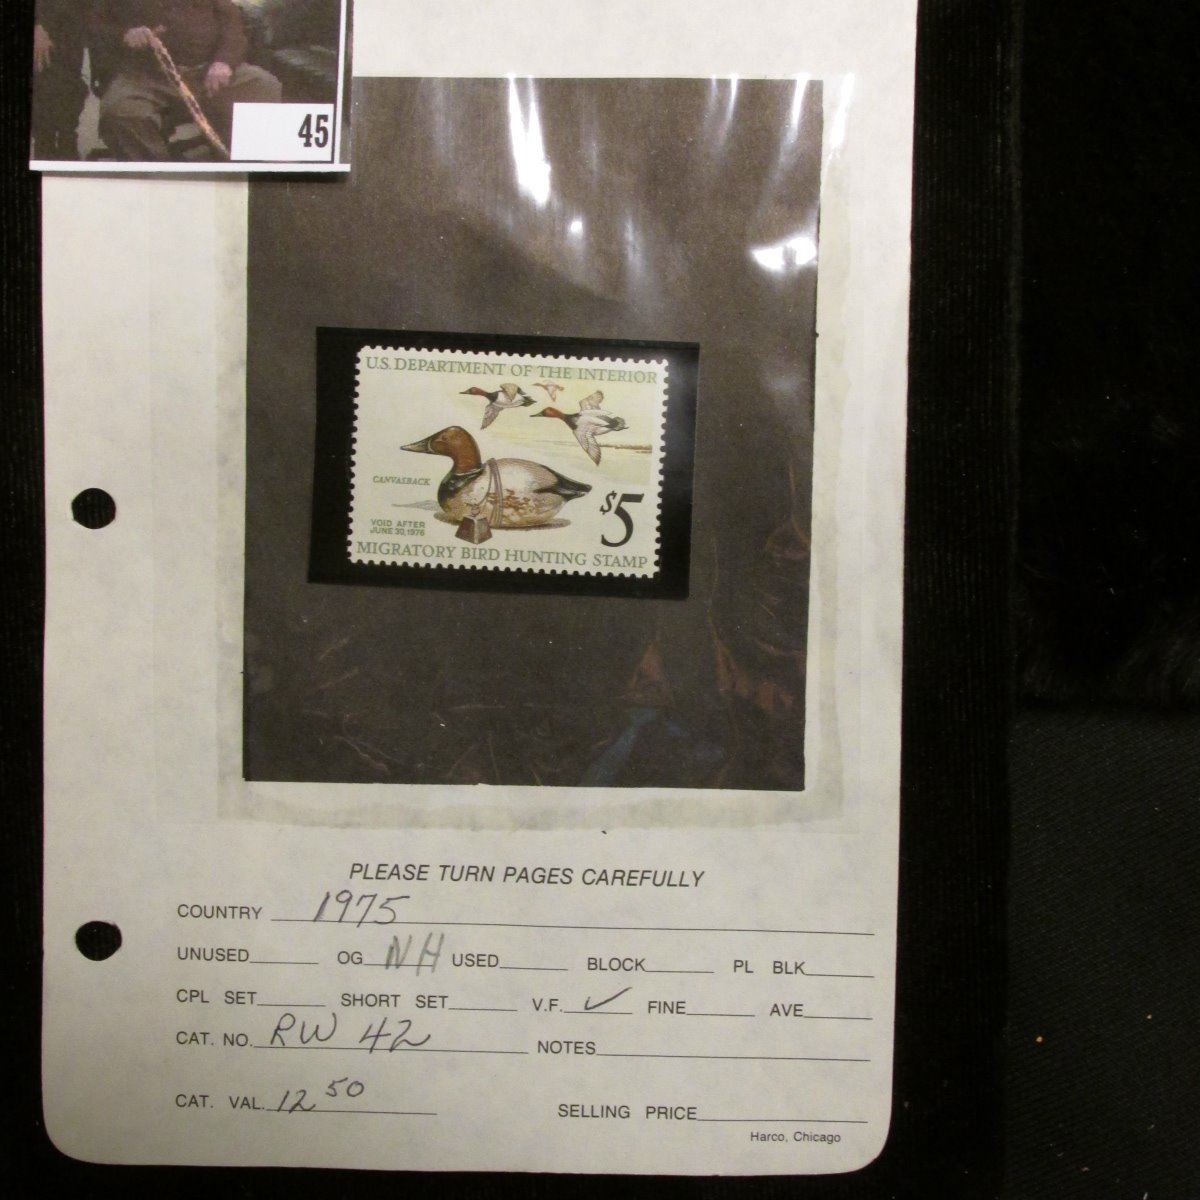 45
U.S. DEPARTMENT OF THE INTERIOR
CANVASBACK
VOID AFTER
JUNE 30, 1976
$5
MIGRATORY BIRD HUNTING STAMP
PLEASE TURN PAGES CAREFULLY
COUNTRY 1975
UNUSED OG NH USED BLOCK PL BLK
CPL SET SHORT SET V.F. ✓ FINE AVE
CAT. NO. RW 42 NOTES
CAT. VAL. 12 50 SELLING PRICE
Harco, Chicago